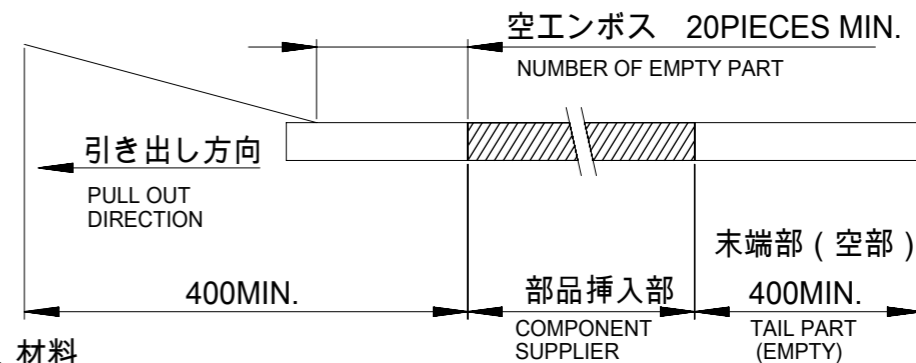 空エンボス 20PIECES MIN.
NUMBER OF EMPTY PART
引き出し方向
PULL OUT
DIRECTION
末端部 ( 空部 )
400MIN.
部品挿入部
400MIN.
COMPONENT
SUPPLIER
TAIL PART
(EMPTY)
材料